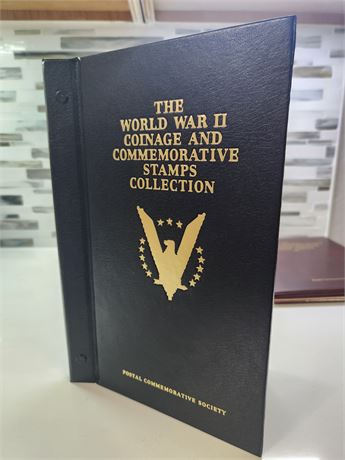 THE
WORLD WAR II
COINAGE AND
COMMEMORATIVE
STAMPS
COLLECTION
POSTAL COMMEMORATIVE SOCIETY